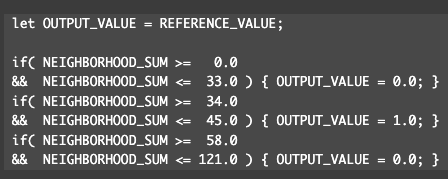 let OUTPUT_VALUE = REFERENCE_VALUE;
if( NEIGHBORHOOD_SUM >=   0.0
&&  NEIGHBORHOOD_SUM <=  33.0 ) { OUTPUT_VALUE = 0.0; }
if( NEIGHBORHOOD_SUM >=  34.0
&&  NEIGHBORHOOD_SUM <=  45.0 ) { OUTPUT_VALUE = 1.0; }
if( NEIGHBORHOOD_SUM >=  58.0
&&  NEIGHBORHOOD_SUM <= 121.0 ) { OUTPUT_VALUE = 0.0; }